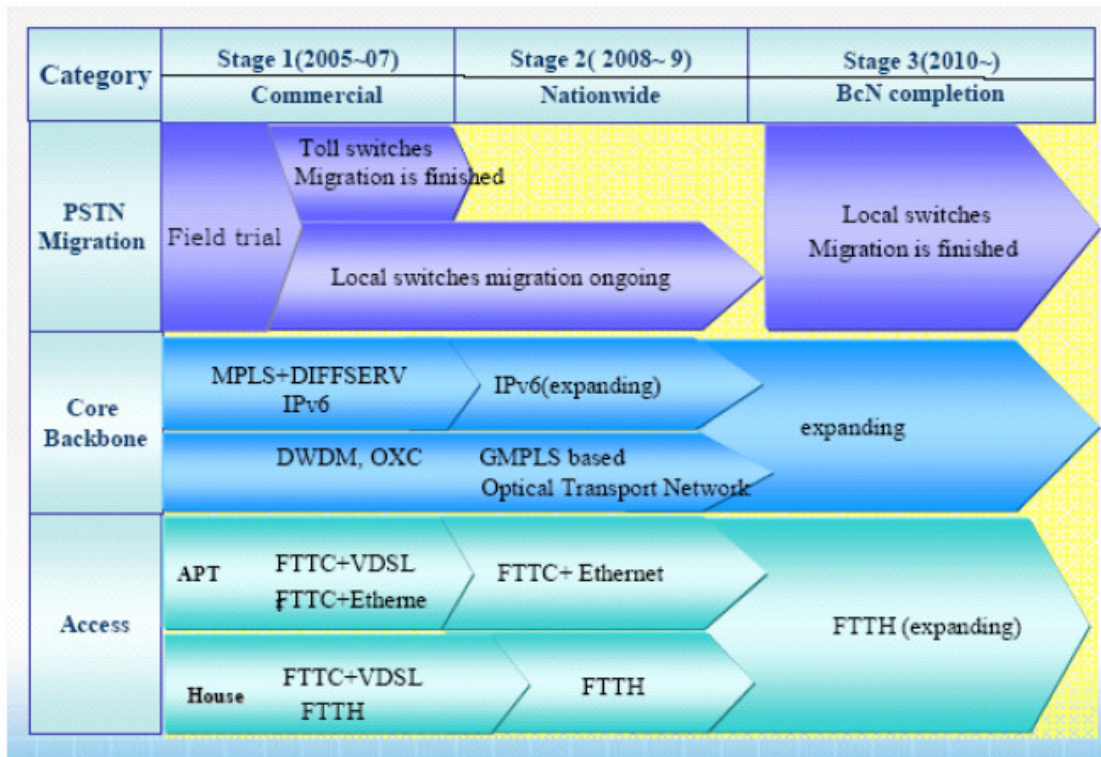 Category
Stage 1(2005~07)
Commercial
Stage 2( 2008~ 9)
Nationwide
Stage 3(2010~)
BcN completion
PSTN
Migration
Field trial
Toll switches
Migration is finished
Local switches migration ongoing
Local switches
Migration is finished
Core
Backbone
MPLS+DIFFSERV
IPv6
IPv6(expanding)
DWDM, OXC
GMPLS based
Optical Transport Network
expanding
Access
APT
FTTC+VDSL
FTTC+Etherne
FTTC+ Ethernet
House
FTTC+VDSL
FTTH
FTTH
FTTH (expanding)